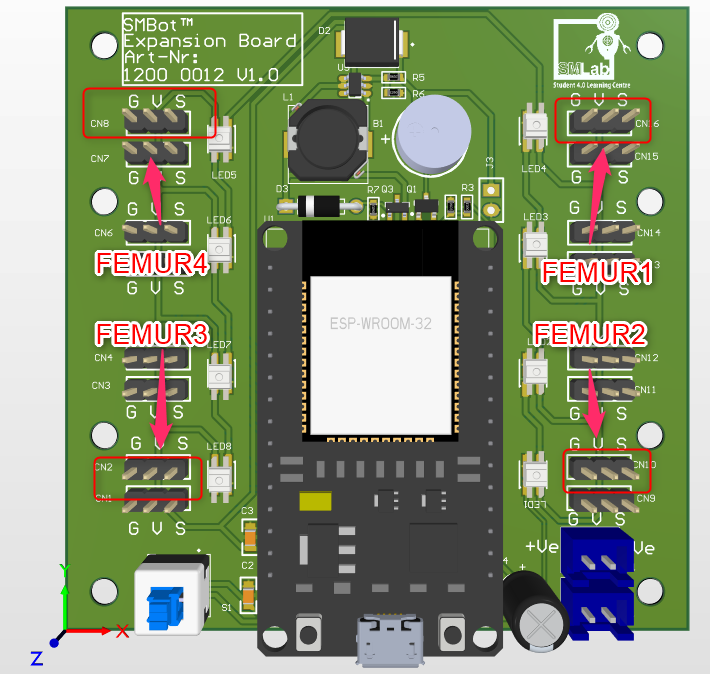 SMBot™
Expansion Board
Art-Nr:
1200 0012 V1.0
D2
SMLab
Student 4.0 Learning Centre
R5
R6
L1
B1
+
G V S
CN8
CN7
G V S
LED5
G V S
CN15
G V S
LED4
D3
R7
Q3
Q1
R3
J3
U1
CN6
LED6
FEMUR4
G V S
LED3
CN14
FEMUR1
G V S
ESP-WROOM-32
FEMUR3
CN4
LED7
CN3
G V S
FEMUR2
CN12
CN11
G V S
G V S
CN2
CN1
LED8
G V S
G V S
CN10
CN9
LED1
G V S
C3
C2
S1
+Ve
Ve
+
Y
X
Z